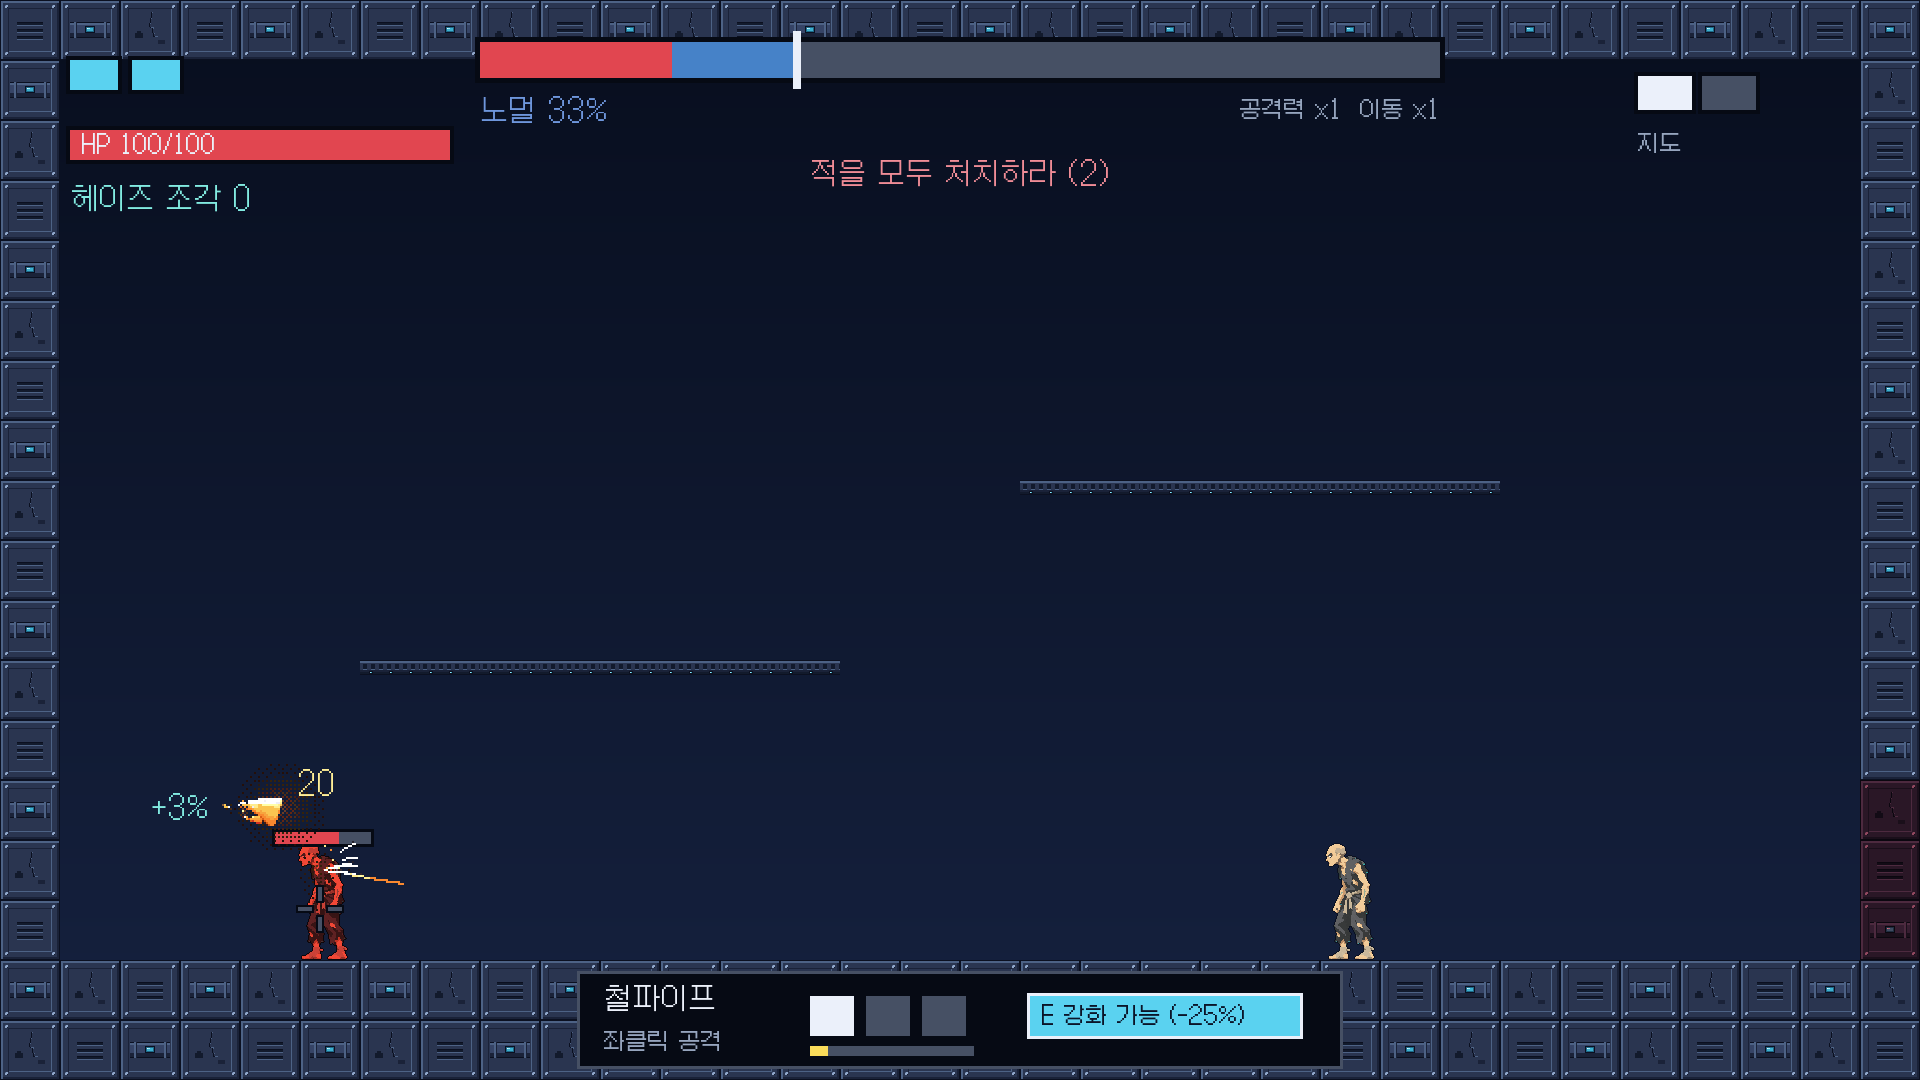 노멀 33%
공격력 x1 이동 x1
HP 100/100
지도
적을 모두 처치하라 (2)
헤이즈 조각 0
20
+3%
철파이프
좌클릭 공격
E 강화 가능 (-25%)